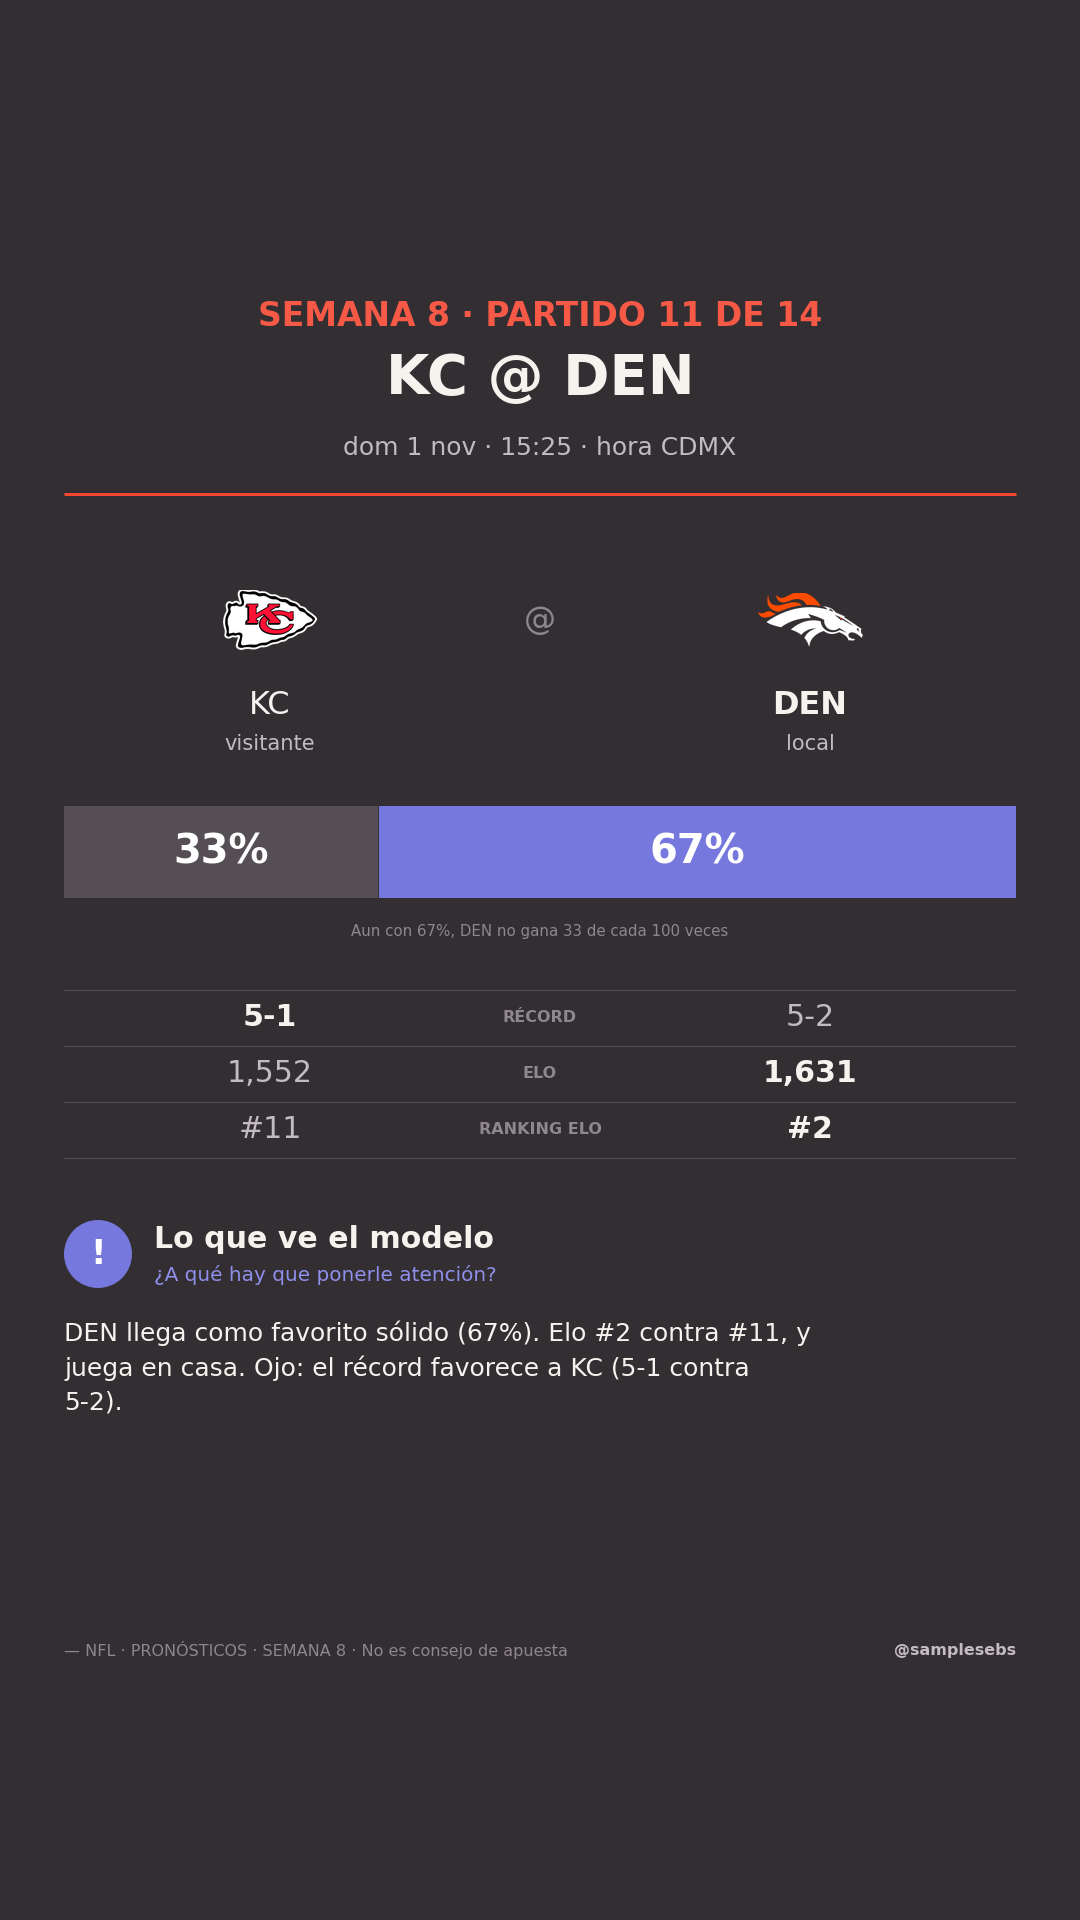 SEMANA 8 · PARTIDO 11 DE 14
KC @ DEN
dom 1 nov · 15:25 · hora CDMX
KC
@
KC
DEN
visitante
local
33%
67%
Aun con 67%, DEN no gana 33 de cada 100 veces
5-1
RÉCORD
5-2
1,552
ELO
1,631
#11
RANKING ELO
#2
!
Lo que ve el modelo
¿A qué hay que ponerle atención?
DEN llega como favorito sólido (67%). Elo #2 contra #11, y
juega en casa. Ojo: el récord favorece a KC (5-1 contra
5-2).
— NFL · PRONÓSTICOS · SEMANA 8 · No es consejo de apuesta
@samplesebs